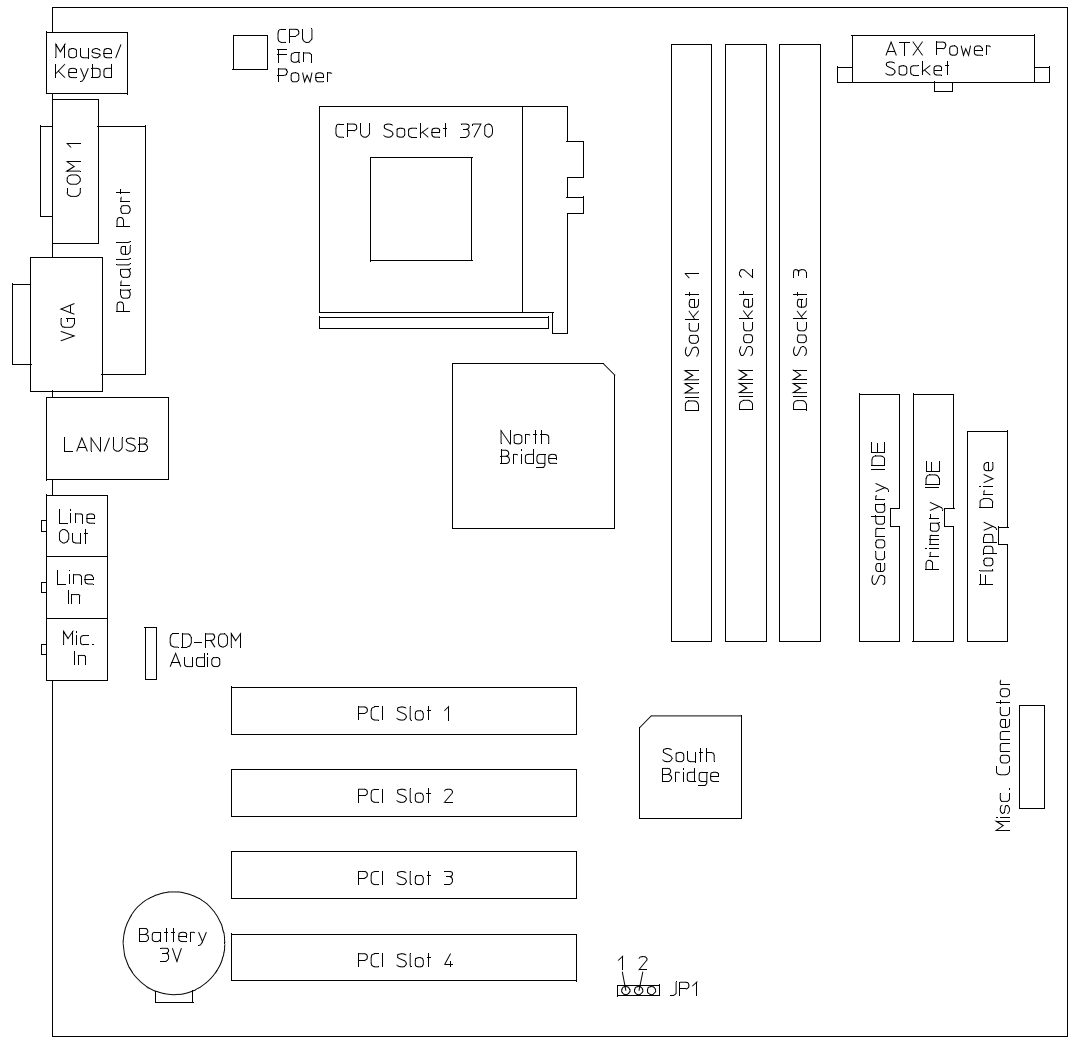 Mouse/
Keybd
CPU
Fan
Power
ATX Power
Socket
COM 1
Parallel Port
CPU Socket 370
VGA
DIMM Socket 1
DIMM Socket 2
DIMM Socket 3
LAN/USB
North
Bridge
Secondary IDE
Primary IDE
Floppy Drive
Line
Out
Line
In
Mic.
In
CD-ROM
Audio
PCI Slot 1
South
Bridge
Misc. Connector
PCI Slot 2
PCI Slot 3
Battery
3V
PCI Slot 4
1 2
JP1